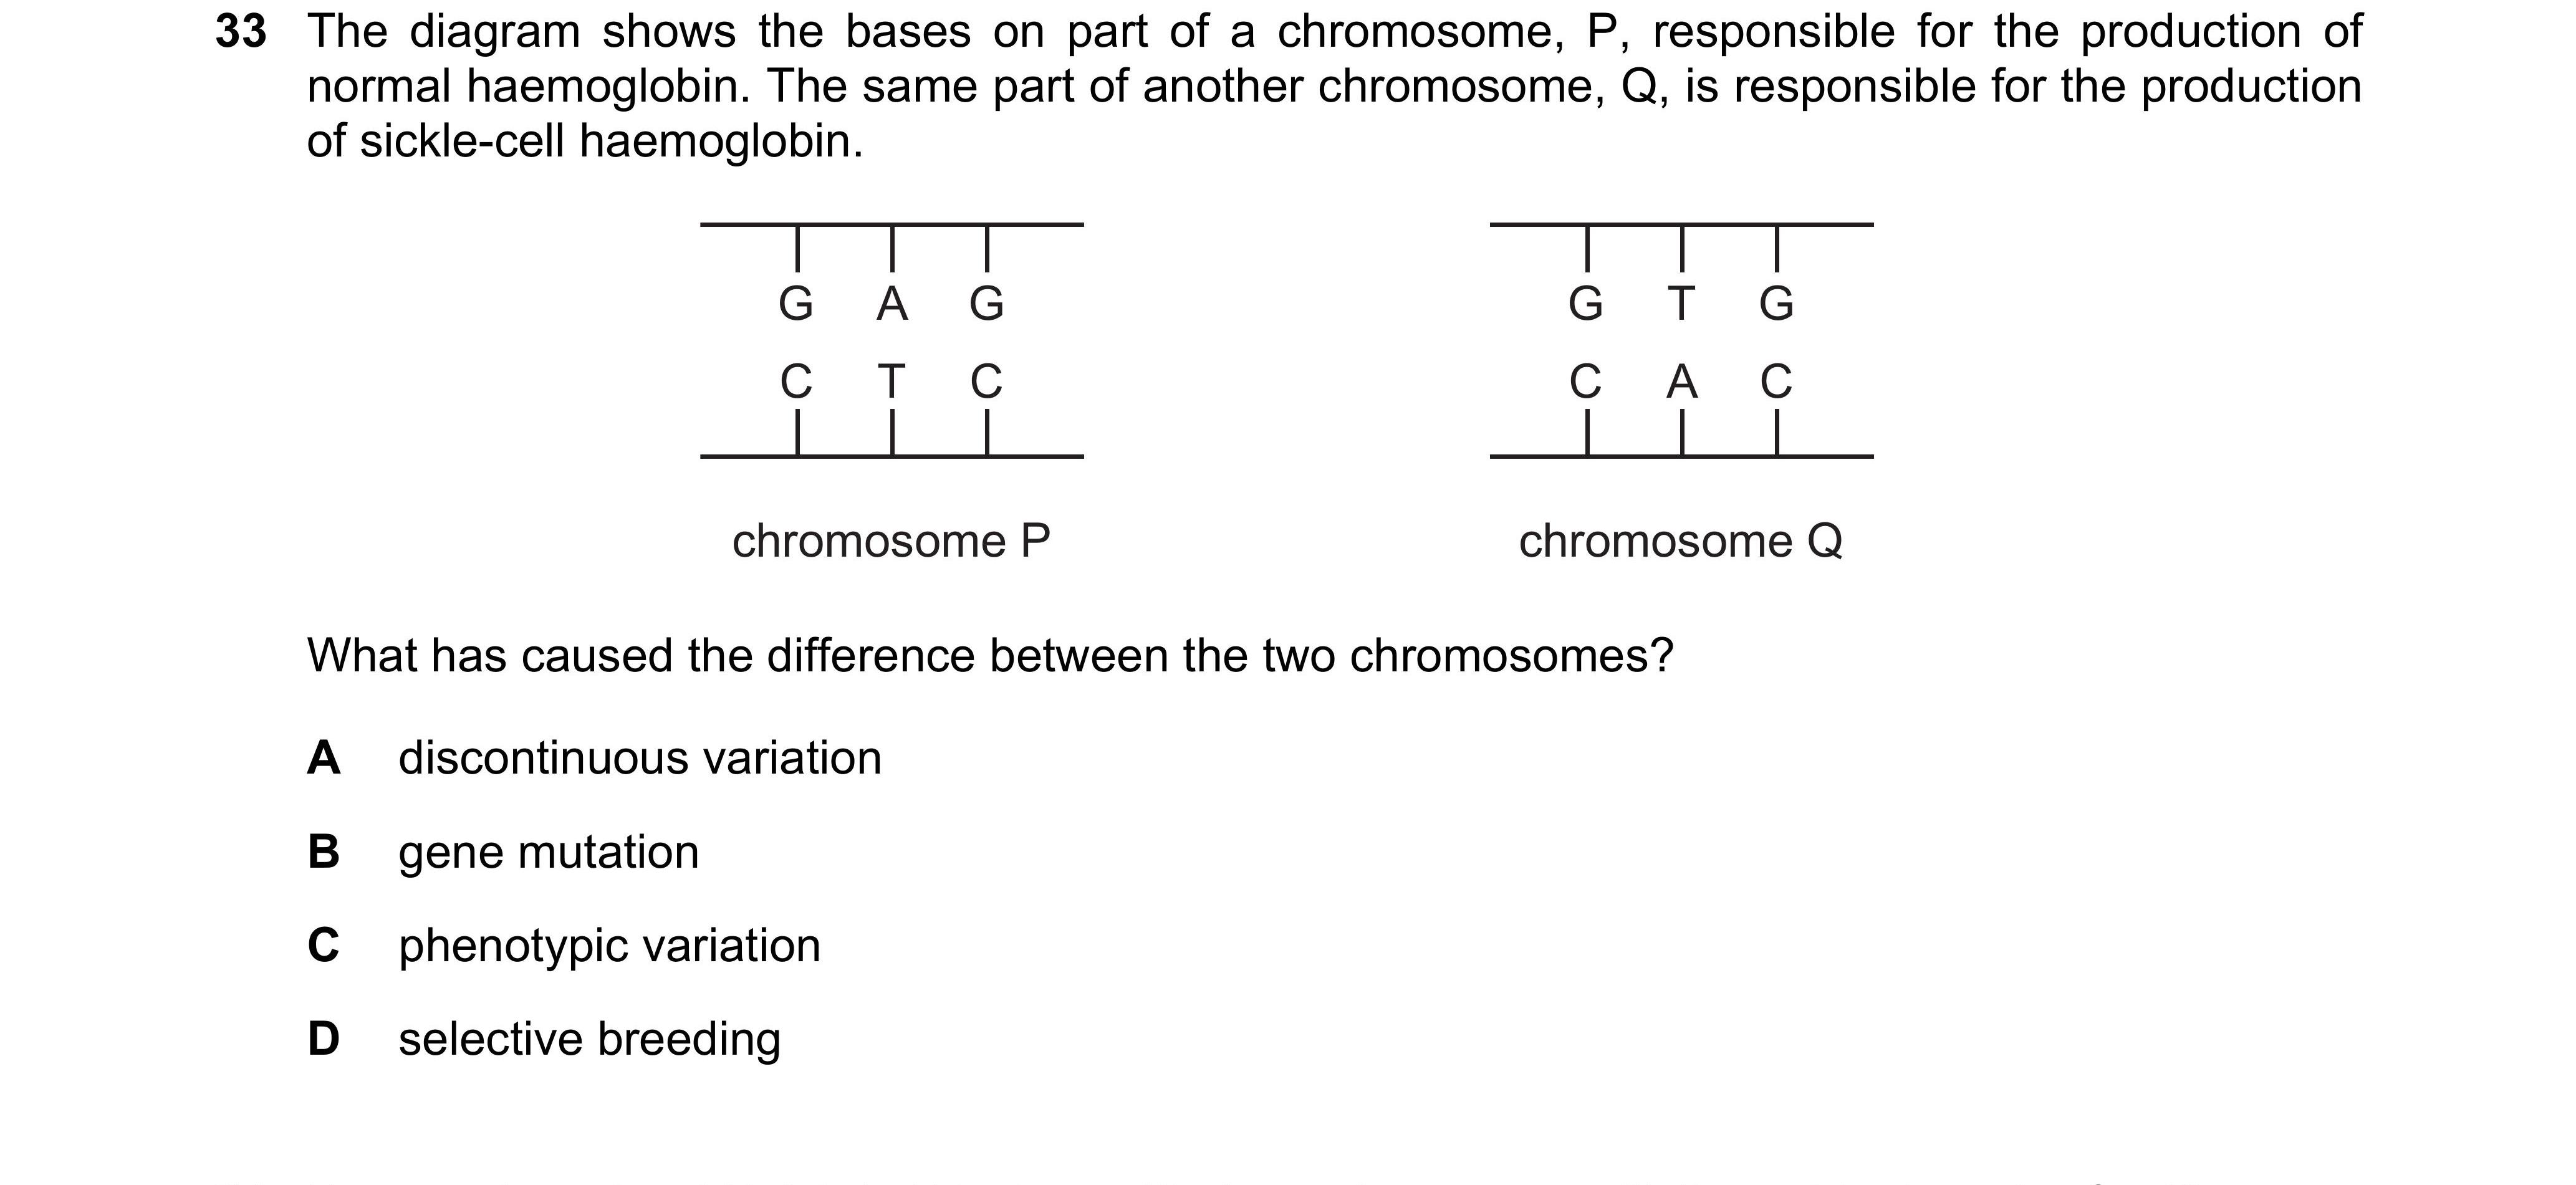 33 The diagram shows the bases on part of a chromosome, P, responsible for the production of
normal haemoglobin. The same part of another chromosome, Q, is responsible for the production
of sickle-cell haemoglobin.
G A G
C T C
chromosome P
G T G
C A C
chromosome Q
What has caused the difference between the two chromosomes?
A discontinuous variation
B gene mutation
C phenotypic variation
D selective breeding